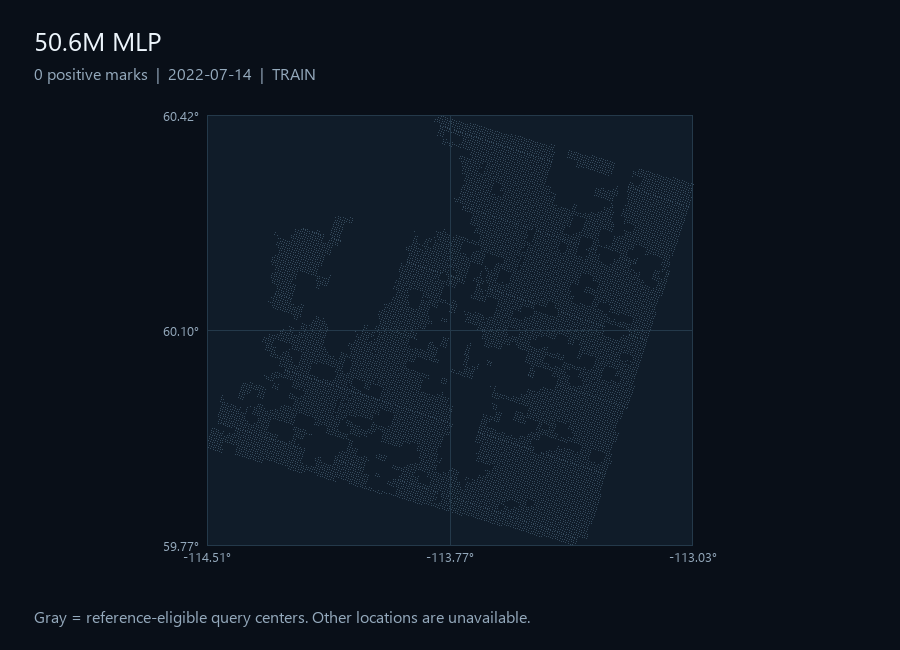 50.6M MLP
0 positive marks | 2022-07-14 | TRAIN
60.42°
60.10°
59.77°
-114.51°
-113.77°
-113.03°
Gray = reference-eligible query centers. Other locations are unavailable.